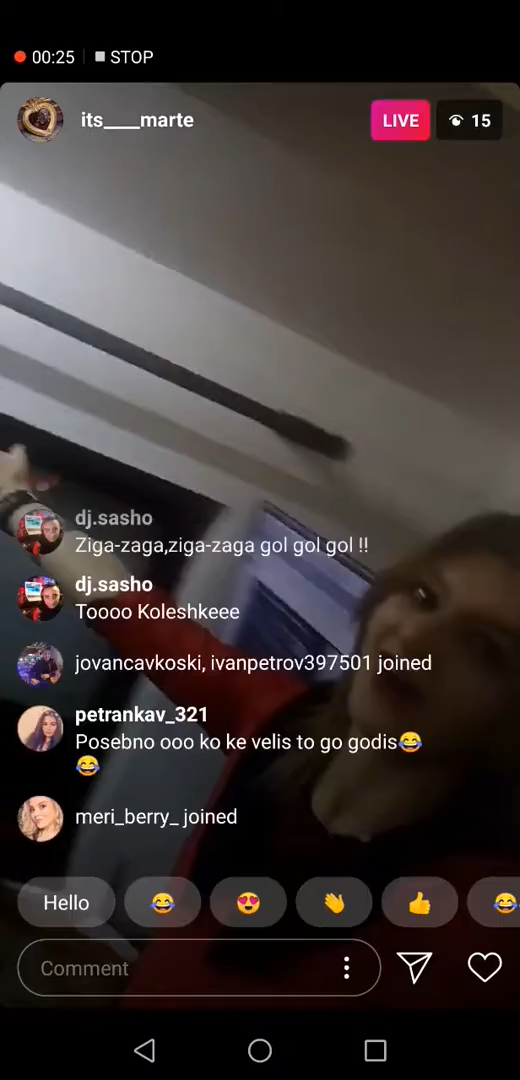 00:25 STOP
its____marte LIVE 15
dj.sasho
Ziga-zaga,ziga-zaga gol gol gol !!
dj.sasho
Toooo Koleshkeee
jovancavkoski, ivanpetrov397501 joined
petrankav_321
Posebno ooo ko ke velis to go godis😂
😂
meri_berry_ joined
Hello 😂 😍 👋 👍 😂
Comment